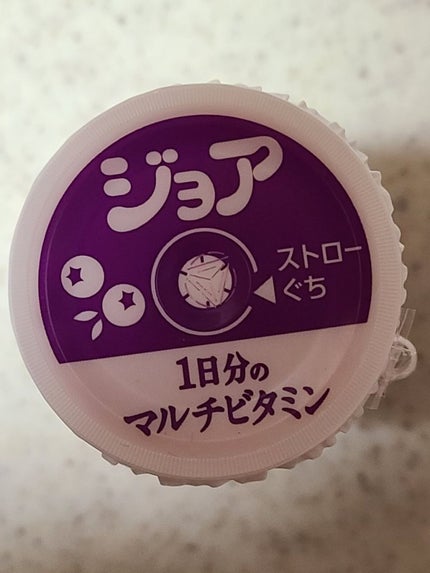 ジョア
ストロー
ぐち
1日分の
マルチビタミン